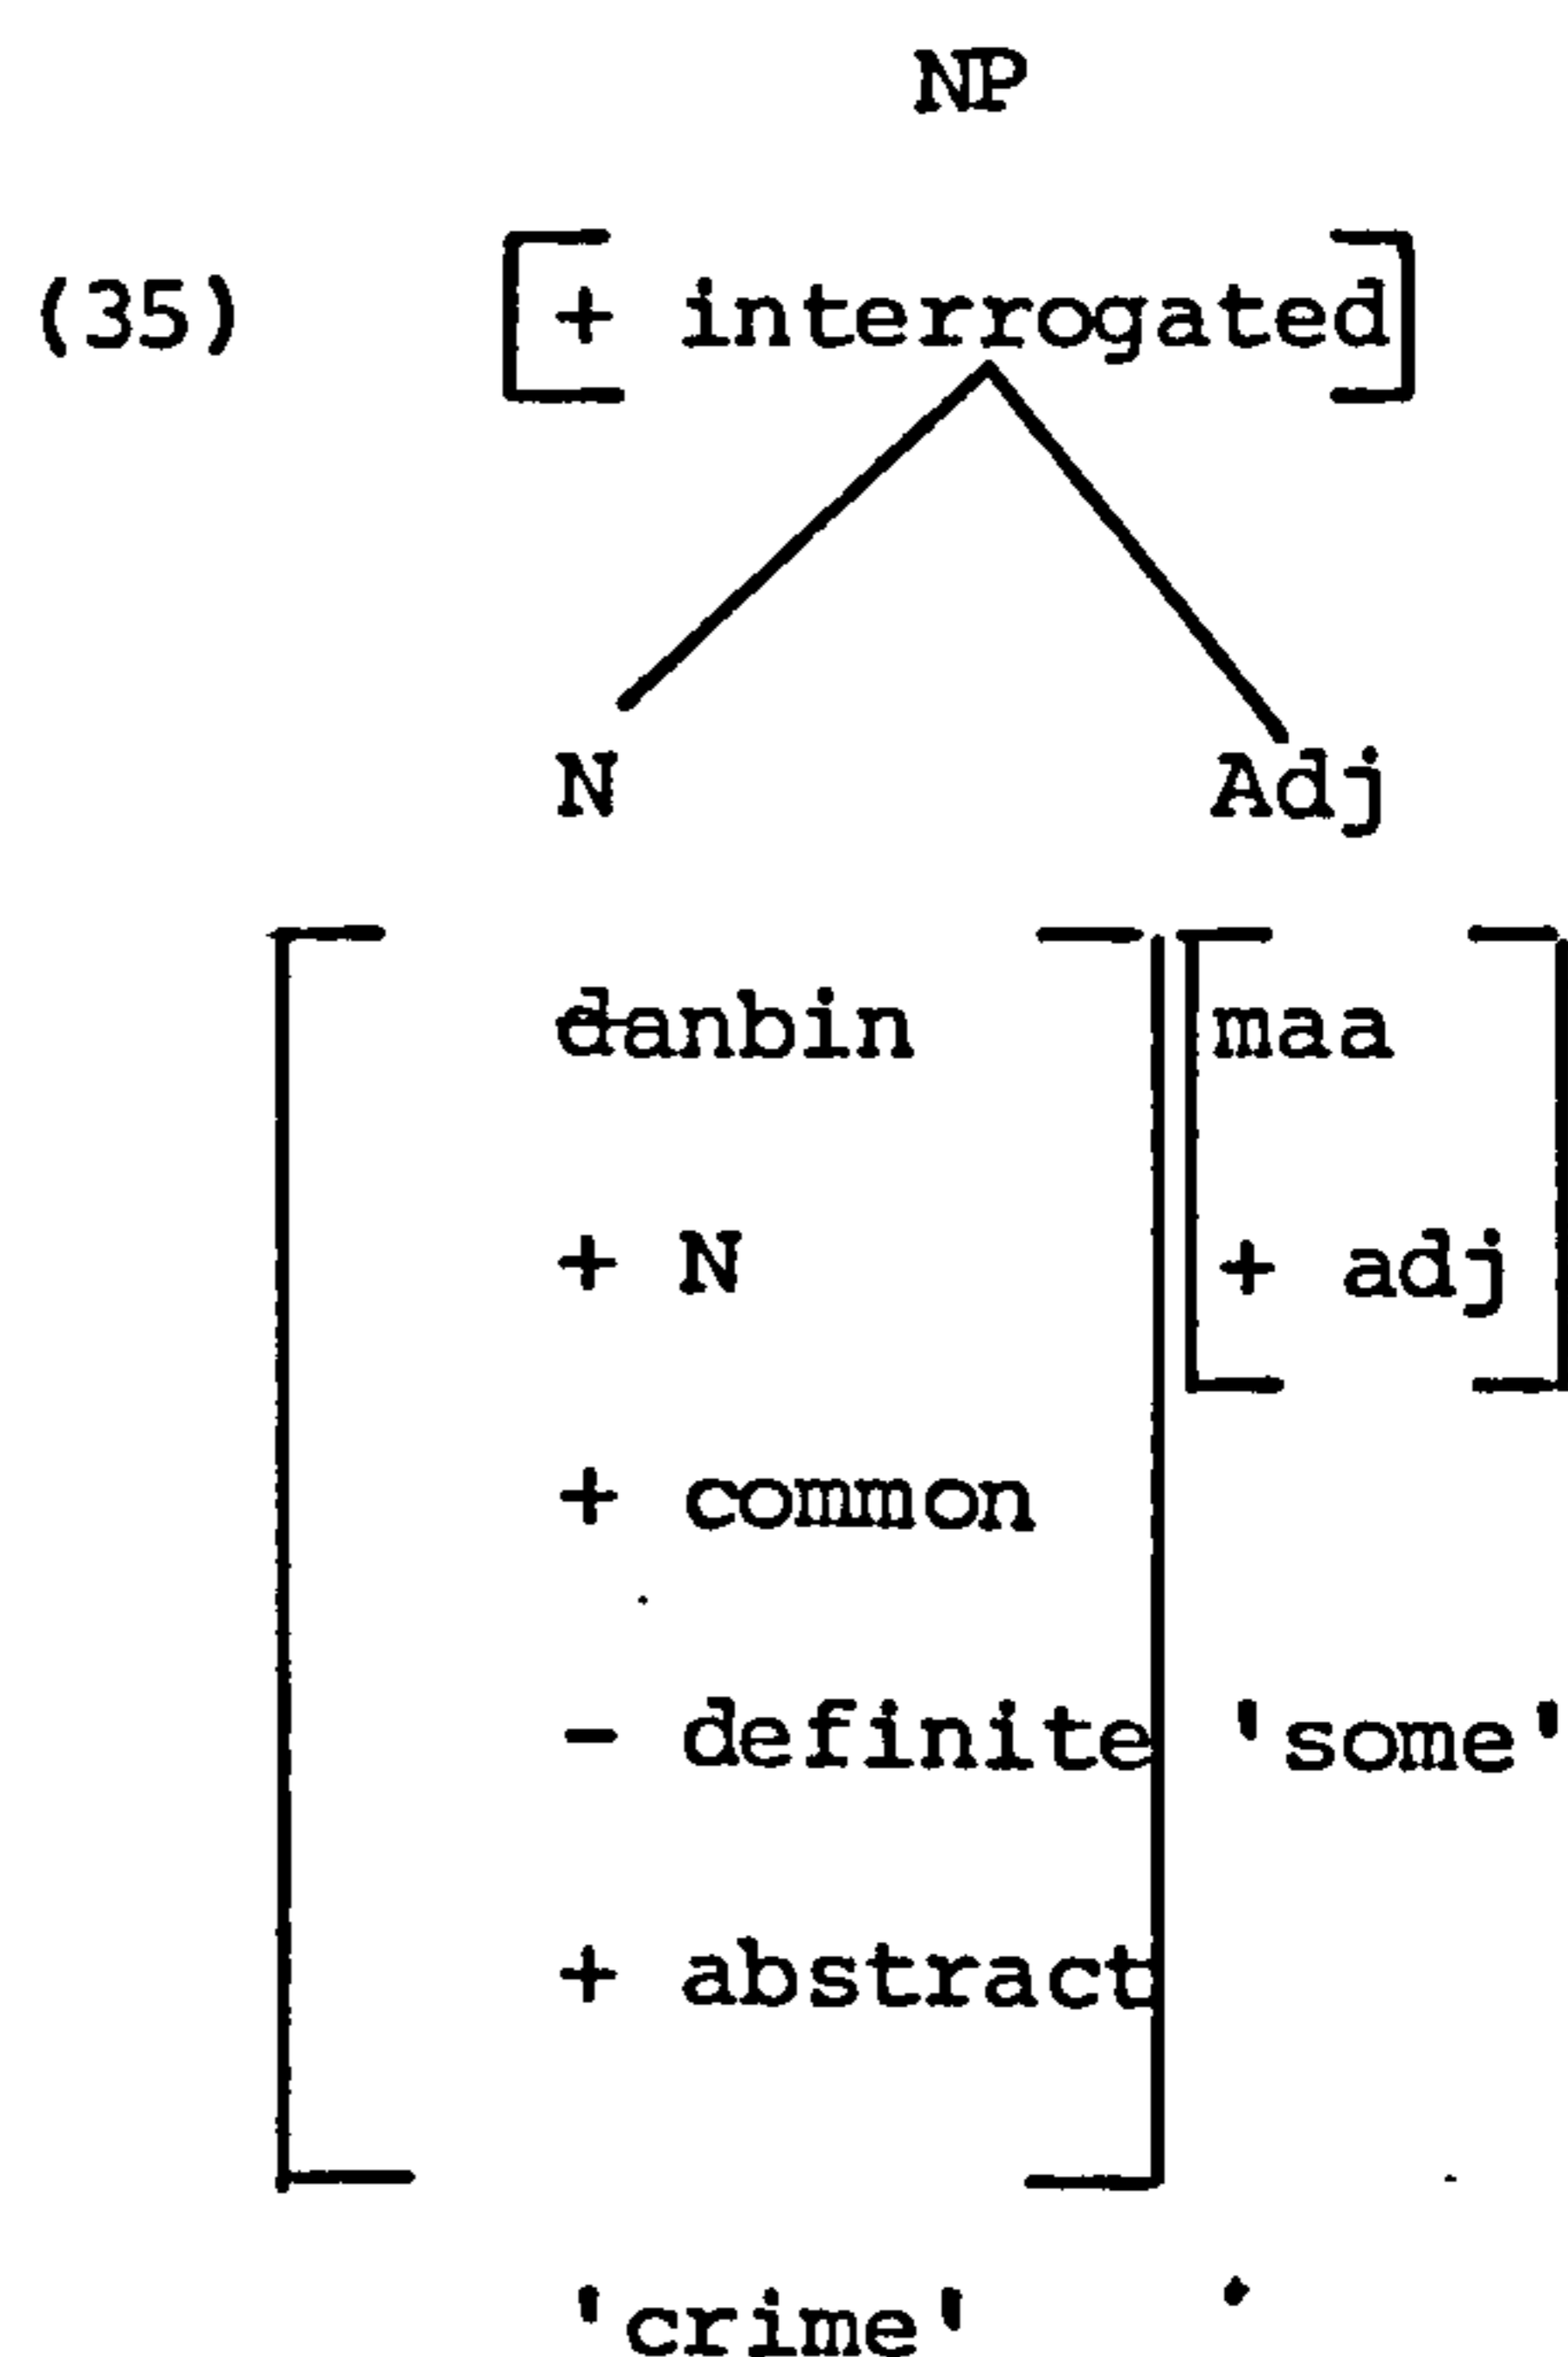 NP
(35) [+ interrogated]
N Adj
đanbin maa
+ N + adj
+ common
- definite 'some'
+ abstract
'crime'